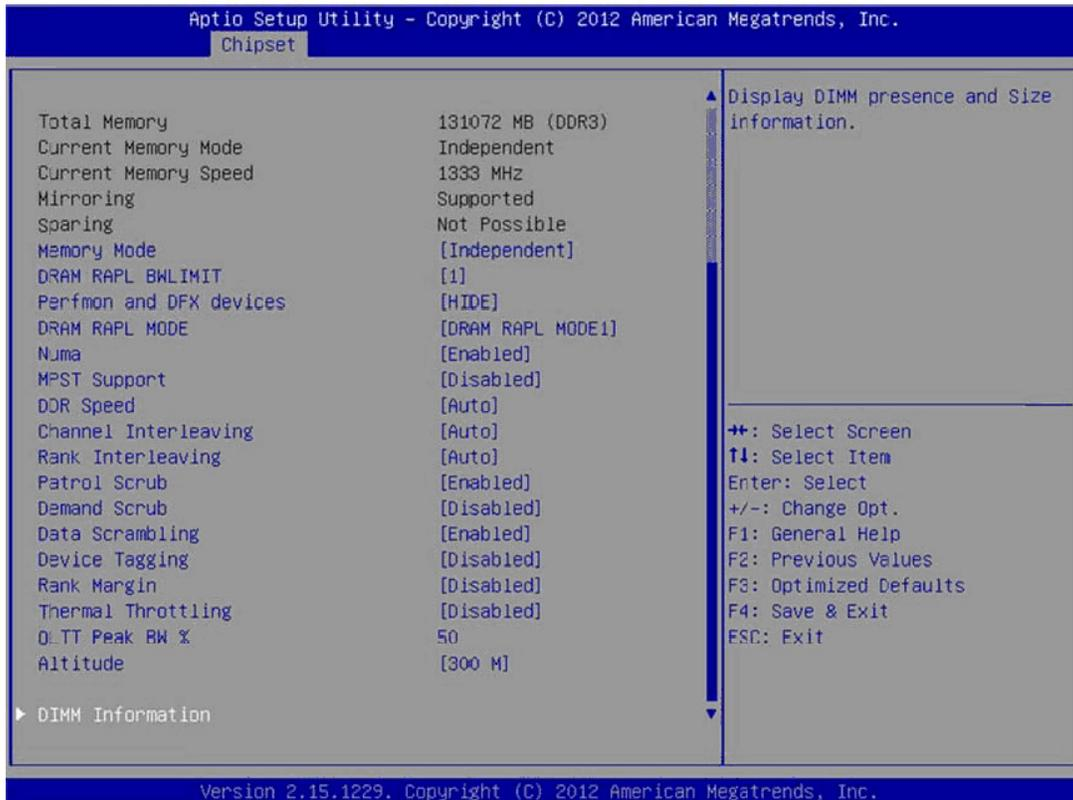 Aptio Setup Utility – Copyright (C) 2012 American Megatrends, Inc.
Chipset
Total Memory 131072 MB (DDR3)
Current Memory Mode Independent
Current Memory Speed 1333 MHz
Mirroring Supported
Sparing Not Possible
Memory Mode [Independent]
DRAM RAPL BWLIMIT [1]
Perfmon and DFX devices [HIDE]
DRAM RAPL MODE [DRAM RAPL MODE1]
Numa [Enabled]
MPST Support [Disabled]
DDR Speed [Auto]
Channel Interleaving [Auto]
Rank Interleaving [Auto]
Patrol Scrub [Enabled]
Demand Scrub [Disabled]
Data Scrambling [Enabled]
Device Tagging [Disabled]
Rank Margin [Disabled]
Thermal Throttling [Disabled]
OLTT Peak BW % 50
Altitude [300 M]
▶ DIMM Information
Display DIMM presence and Size
information.
→←: Select Screen
↑↓: Select Item
Enter: Select
+/-: Change Opt.
F1: General Help
F2: Previous Values
F3: Optimized Defaults
F4: Save & Exit
ESC: Exit
Version 2.15.1229. Copyright (C) 2012 American Megatrends, Inc.